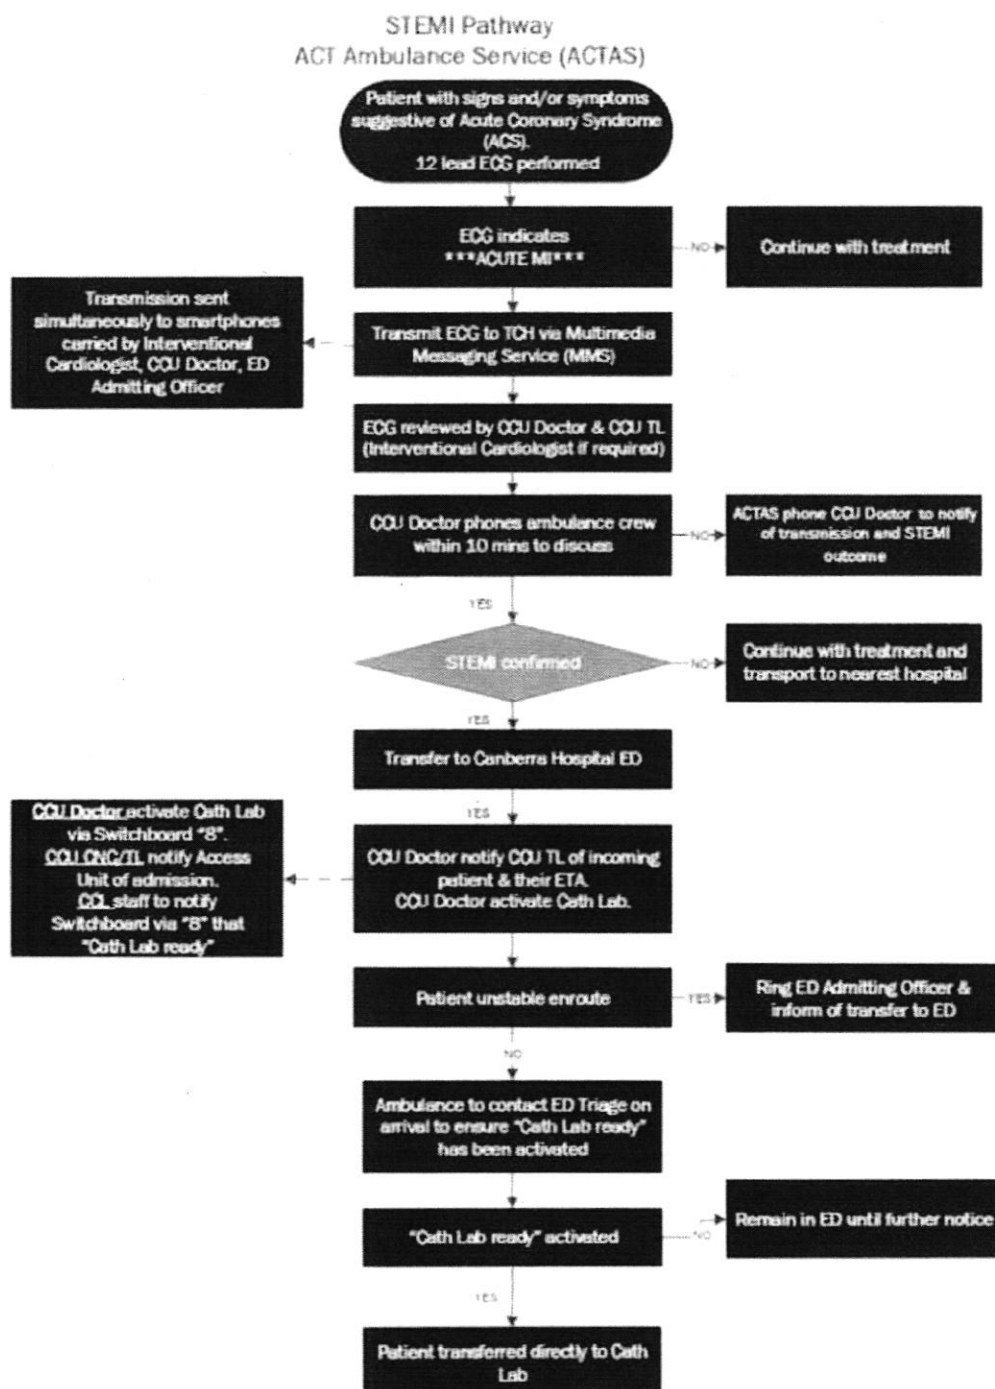 STEMI Pathway
ACT Ambulance Service (ACTAS)
Patient with signs and/or symptoms
suggestive of Acute Coronary Syndrome
(ACS).
12 lead ECG performed
ECG indicates
***ACUTE MI***
NO
Continue with treatment
Transmission sent
simultaneously to smartphones
carried by Interventional
Cardiologist, CCU Doctor, ED
Admitting Officer
Transmit ECG to TCH via Multimedia
Messaging Service (MMS)
ECG reviewed by CCU Doctor & CCU TL
(Interventional Cardiologist if required)
CCU Doctor phones ambulance crew
within 10 mins to discuss
NO
ACTAS phone CCU Doctor to notify
of transmission and STEMI
outcome
YES
STEMI confirmed
NO
Continue with treatment and
transport to nearest hospital
YES
Transfer to Canberra Hospital ED
YES
CCU Doctor activate Cath Lab
via Switchboard "8".
CCU CNC/TL notify Access
Unit of admission.
CCL staff to notify
Switchboard via "8" that
"Cath Lab ready"
CCU Doctor notify CCU TL of incoming
patient & their ETA.
CCU Doctor activate Cath Lab.
Patient unstable enroute
YES
Ring ED Admitting Officer &
inform of transfer to ED
NO
Ambulance to contact ED Triage on
arrival to ensure "Cath Lab ready"
has been activated
"Cath Lab ready" activated
NO
Remain in ED until further notice
YES
Patient transferred directly to Cath
Lab